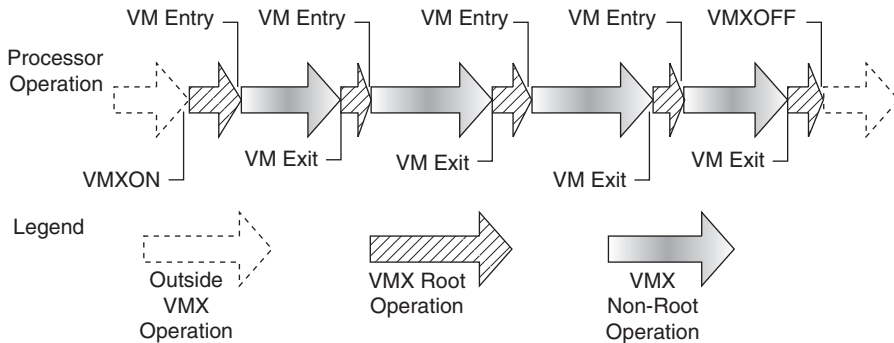 VM Entry VM Entry VM Entry VM Entry VMXOFF
Processor
Operation
VMXON
VM Exit VM Exit VM Exit VM Exit
Legend
Outside
VMX
Operation
VMX Root
Operation
VMX
Non-Root
Operation